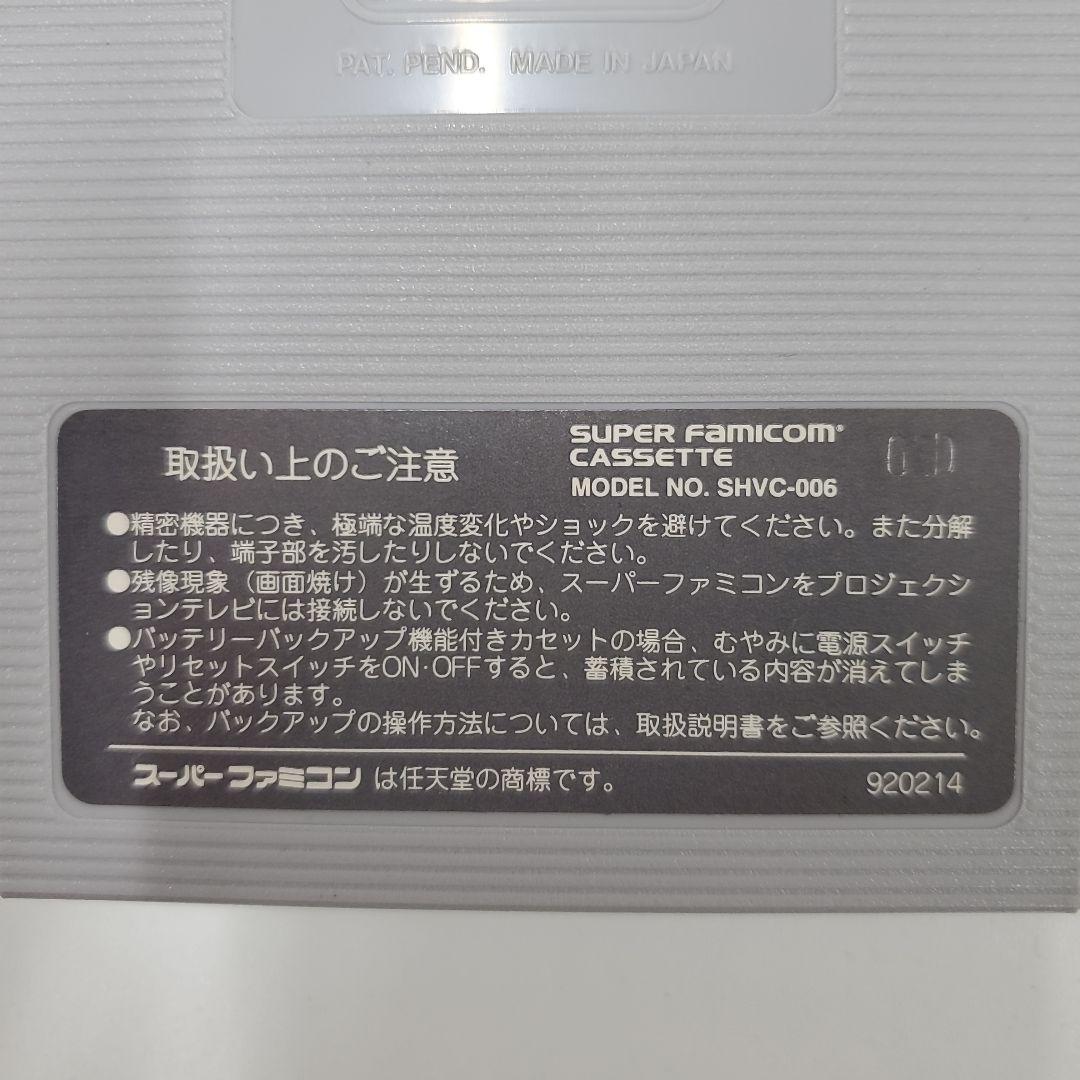 PAT. PEND. MADE IN JAPAN
取扱い上のご注意
SUPER FAMICOM®
CASSETTE
MODEL NO. SHVC-006
●精密機器につき、極端な温度変化やショックを避けてください。また分解
したり、端子部を汚したりしないでください。
●残像現象（画面焼け）が生ずるため、スーパーファミコンをプロジェクシ
ョンテレビには接続しないでください。
●バッテリーバックアップ機能付きカセットの場合、むやみに電源スイッチ
やリセットスイッチをON·OFFすると、蓄積されている内容が消えてしま
うことがあります。
なお、バックアップの操作方法については、取扱説明書をご参照ください。
スーパーファミコン は任天堂の商標です。
920214